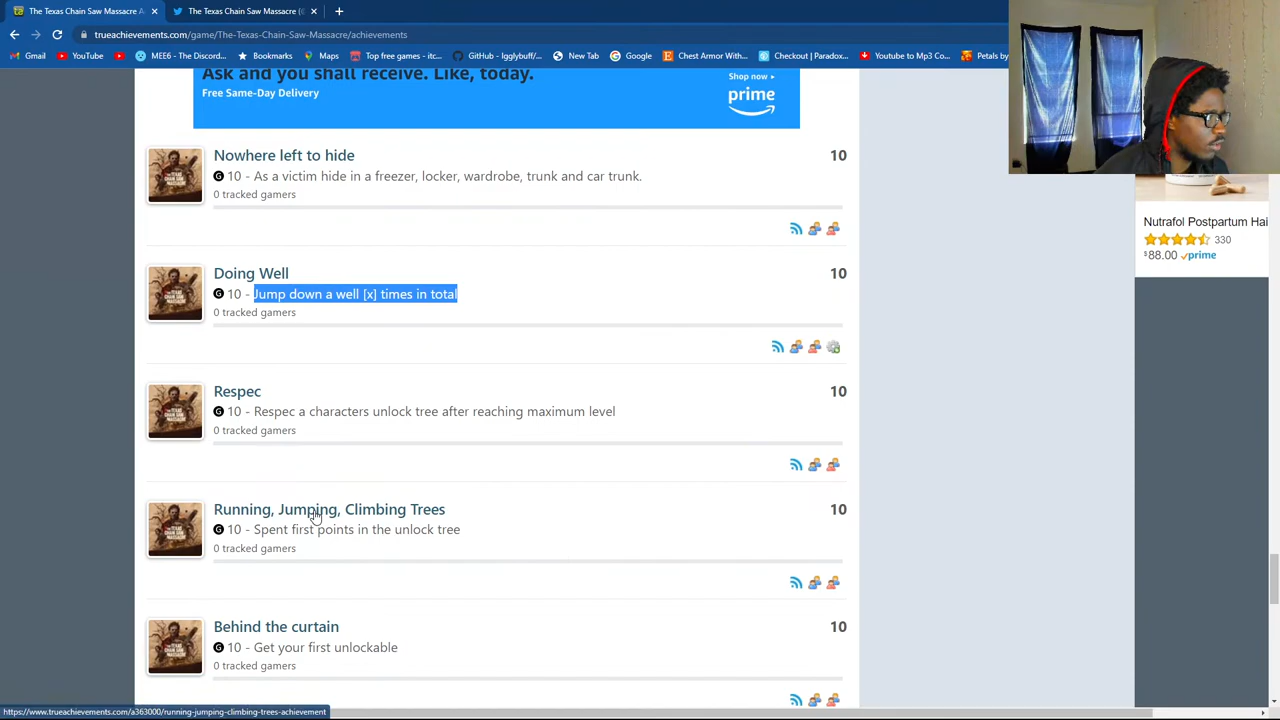 The Texas Chain Saw Massacre A
The Texas Chain Saw Massacre (
trueachievements.com/game/The-Texas-Chain-Saw-Massacre/achievements
Gmail
YouTube
MEE6 - The Discord...
Bookmarks
Maps
Top free games - itc...
GitHub - Igglybuff/...
New Tab
Google
Chest Armor With...
Checkout | Paradox...
Youtube to Mp3 Co...
Petals by
Ask and you shall receive. Like, today.
Free Same-Day Delivery
Shop now
prime
Nowhere left to hide
10
G 10 - As a victim hide in a freezer, locker, wardrobe, trunk and car trunk.
0 tracked gamers
Doing Well
10
G 10 - Jump down a well [x] times in total
0 tracked gamers
Respec
10
G 10 - Respec a characters unlock tree after reaching maximum level
0 tracked gamers
Running, Jumping, Climbing Trees
10
G 10 - Spent first points in the unlock tree
0 tracked gamers
Behind the curtain
10
G 10 - Get your first unlockable
0 tracked gamers
Nutrafol Postpartum Hai
330
$88.00 prime
https://www.trueachievements.com/a363000/running-jumping-climbing-trees-achievement